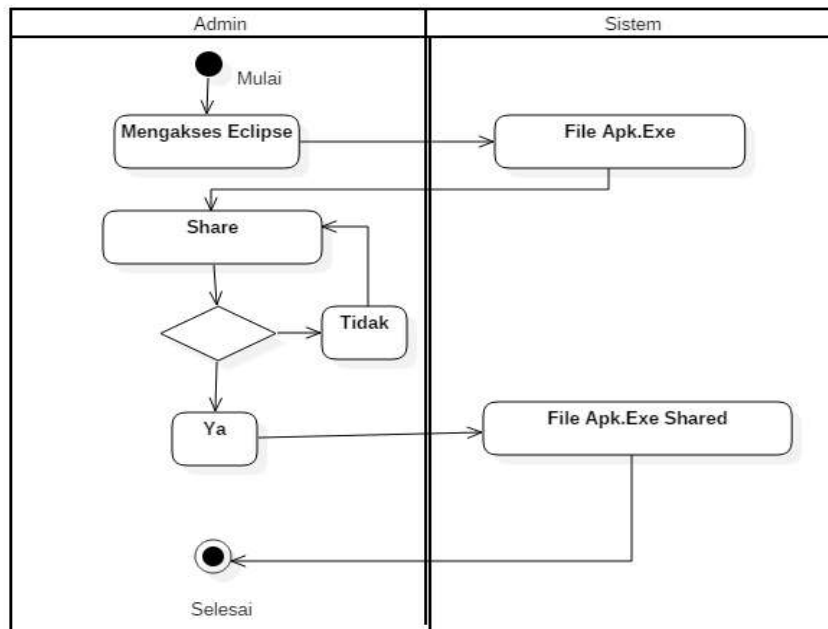 Admin
Sistem
Mulai
Mengakses Eclipse
File Apk.Exe
Share
Tidak
Ya
File Apk.Exe Shared
Selesai